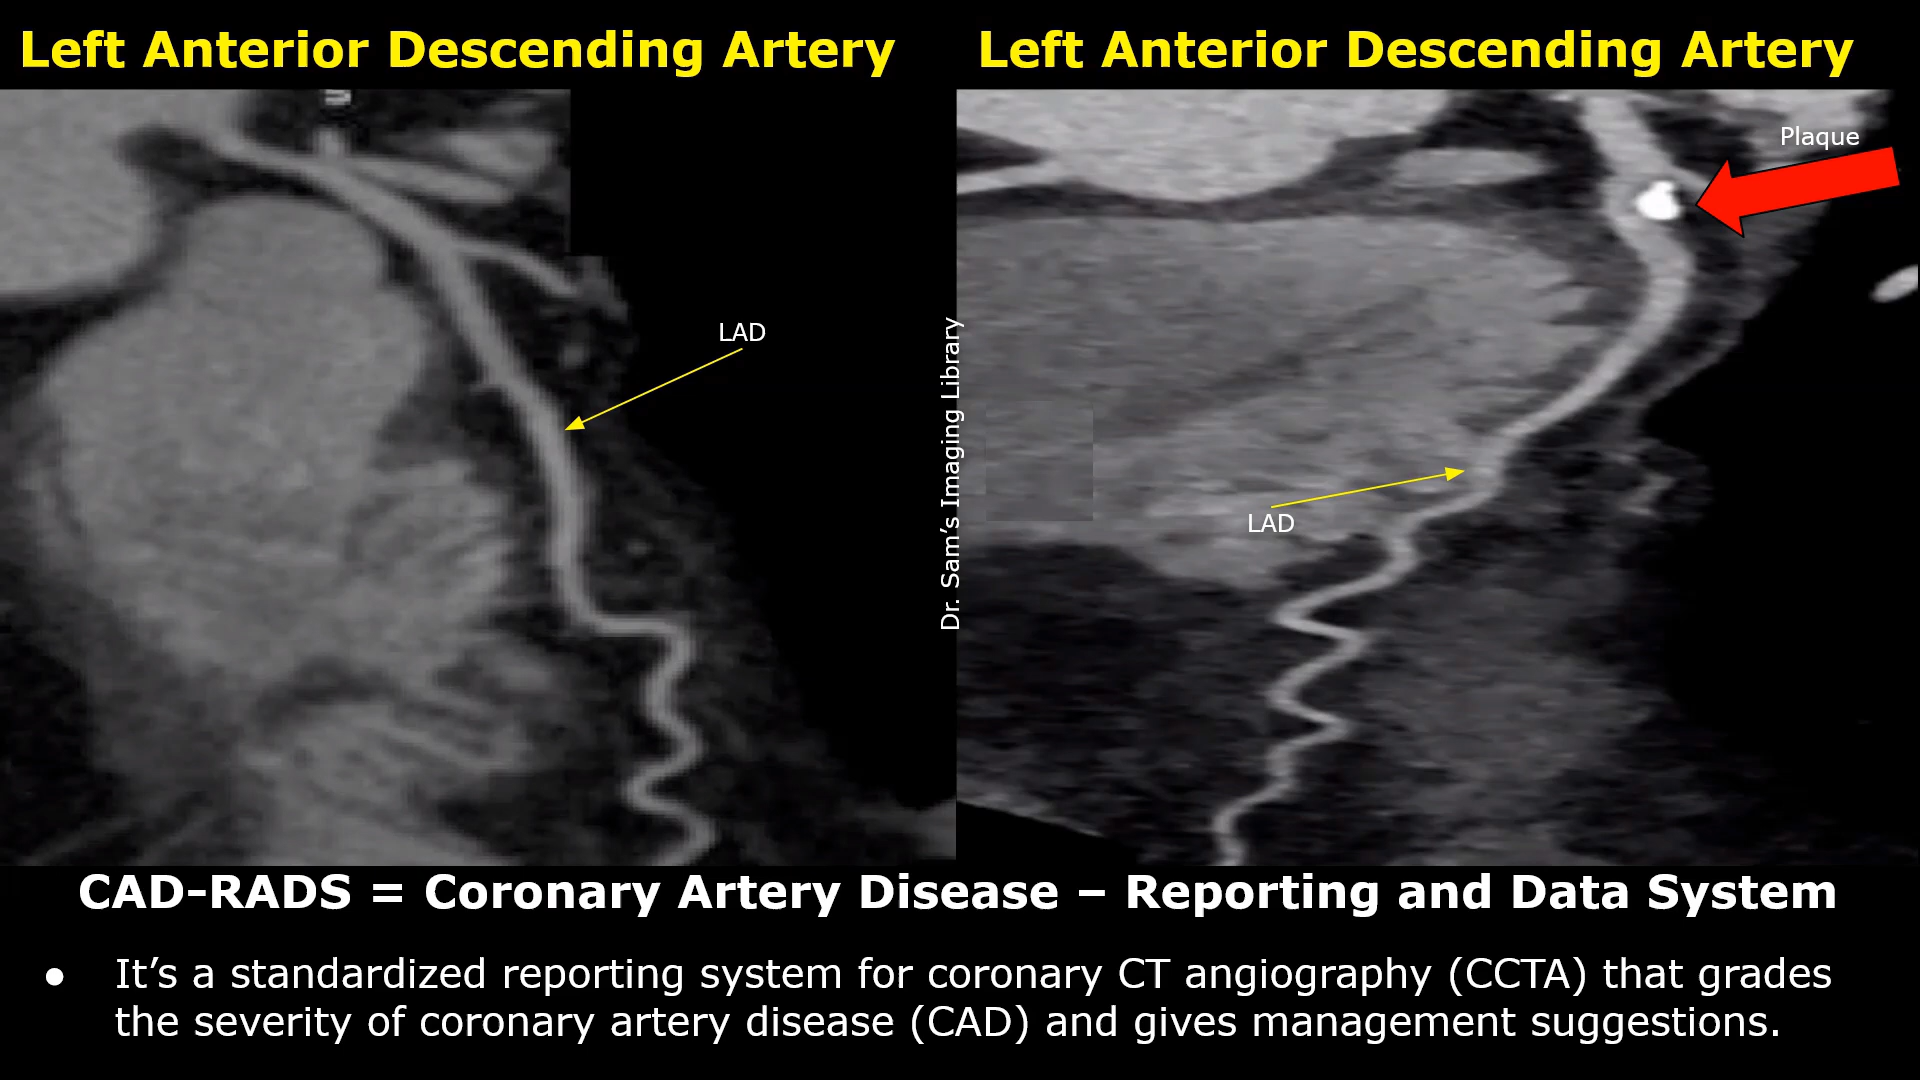 Left Anterior Descending Artery
Left Anterior Descending Artery
Plaque
LAD
LAD
Dr. Sam’s Imaging Library
CAD-RADS = Coronary Artery Disease – Reporting and Data System
● It’s a standardized reporting system for coronary CT angiography (CCTA) that grades
the severity of coronary artery disease (CAD) and gives management suggestions.